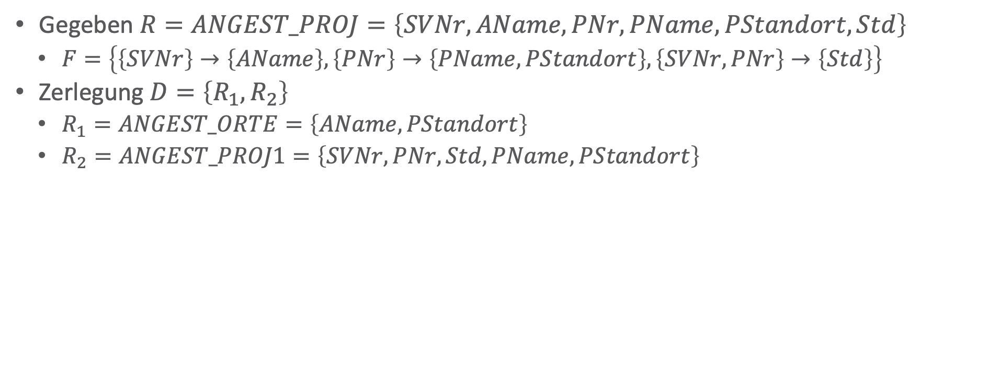 • Gegeben R = ANGEST_PROJ = {SVNr, AName, PNr, PName, PStandort, Std}
• F = {{SVNr} → {AName}, {PNr} → {PName, PStandort}, {SVNr, PNr} → {Std}}
• Zerlegung D = {R₁, R₂}
• R₁ = ANGEST_ORTE = {AName, PStandort}
• R₂ = ANGEST_PROJ1 = {SVNr, PNr, Std, PName, PStandort}